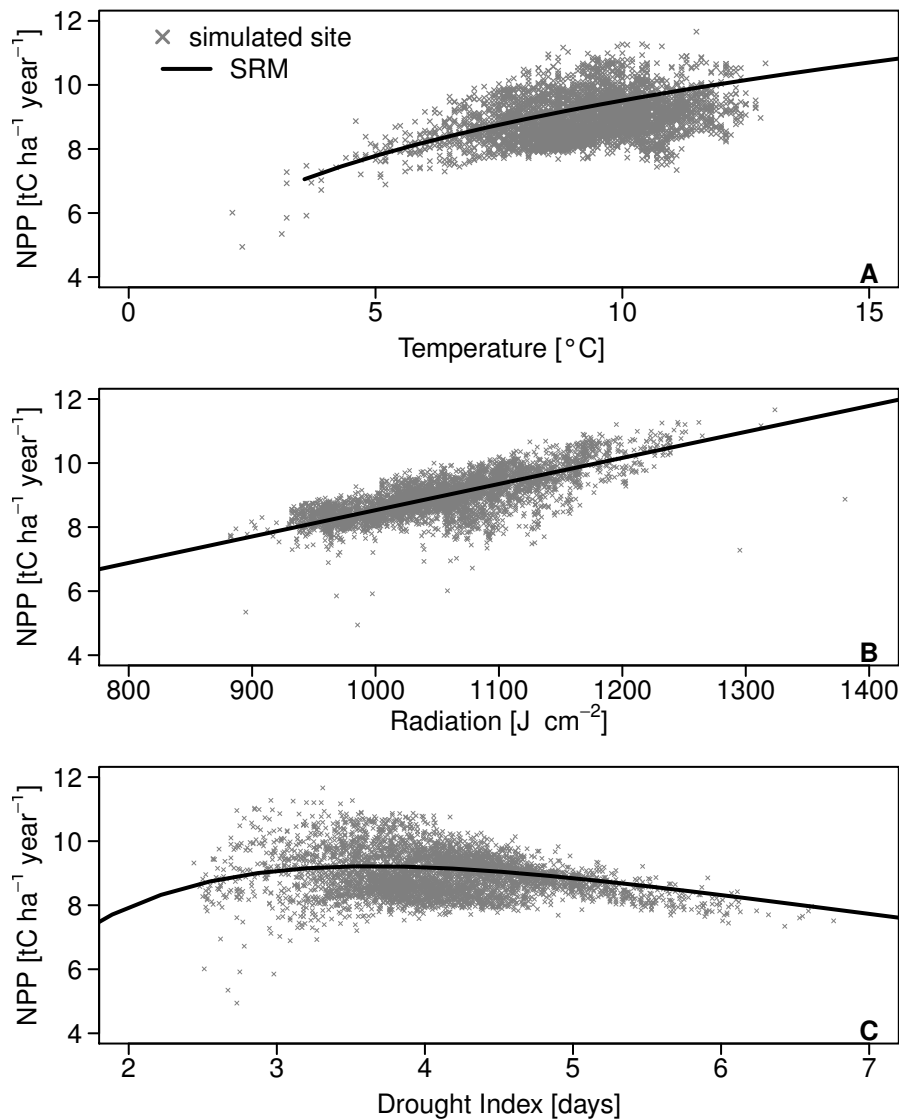 12
10
8
6
4
NPP [tC ha⁻¹ year⁻¹]
simulated site
SRM
A
0 5 10 15
Temperature [°C]
12
10
8
6
4
NPP [tC ha⁻¹ year⁻¹]
B
800 900 1000 1100 1200 1300 1400
Radiation [J cm⁻²]
12
10
8
6
4
NPP [tC ha⁻¹ year⁻¹]
C
2 3 4 5 6 7
Drought Index [days]